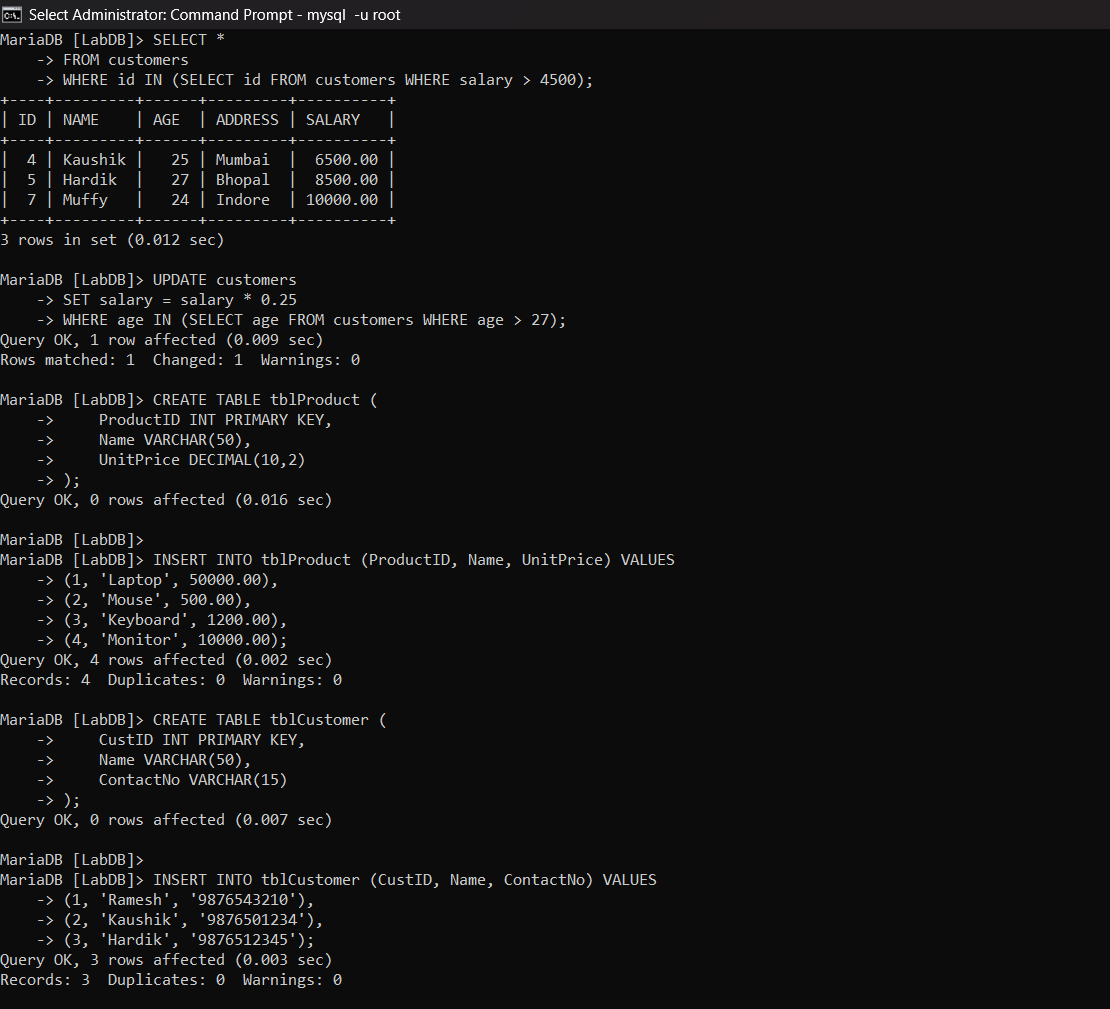 Select Administrator: Command Prompt - mysql  -u root
MariaDB [LabDB]> SELECT *
    -> FROM customers
    -> WHERE id IN (SELECT id FROM customers WHERE salary > 4500);
+----+---------+------+---------+----------+
| ID | NAME    | AGE  | ADDRESS | SALARY   |
+----+---------+------+---------+----------+
|  4 | Kaushik |   25 | Mumbai  |  6500.00 |
|  5 | Hardik  |   27 | Bhopal  |  8500.00 |
|  7 | Muffy   |   24 | Indore  | 10000.00 |
+----+---------+------+---------+----------+
3 rows in set (0.012 sec)

MariaDB [LabDB]> UPDATE customers
    -> SET salary = salary * 0.25
    -> WHERE age IN (SELECT age FROM customers WHERE age > 27);
Query OK, 1 row affected (0.009 sec)
Rows matched: 1  Changed: 1  Warnings: 0

MariaDB [LabDB]> CREATE TABLE tblProduct (
    ->     ProductID INT PRIMARY KEY,
    ->     Name VARCHAR(50),
    ->     UnitPrice DECIMAL(10,2)
    -> );
Query OK, 0 rows affected (0.016 sec)

MariaDB [LabDB]>
MariaDB [LabDB]> INSERT INTO tblProduct (ProductID, Name, UnitPrice) VALUES
    -> (1, 'Laptop', 50000.00),
    -> (2, 'Mouse', 500.00),
    -> (3, 'Keyboard', 1200.00),
    -> (4, 'Monitor', 10000.00);
Query OK, 4 rows affected (0.002 sec)
Records: 4  Duplicates: 0  Warnings: 0

MariaDB [LabDB]> CREATE TABLE tblCustomer (
    ->     CustID INT PRIMARY KEY,
    ->     Name VARCHAR(50),
    ->     ContactNo VARCHAR(15)
    -> );
Query OK, 0 rows affected (0.007 sec)

MariaDB [LabDB]>
MariaDB [LabDB]> INSERT INTO tblCustomer (CustID, Name, ContactNo) VALUES
    -> (1, 'Ramesh', '9876543210'),
    -> (2, 'Kaushik', '9876501234'),
    -> (3, 'Hardik', '9876512345');
Query OK, 3 rows affected (0.003 sec)
Records: 3  Duplicates: 0  Warnings: 0